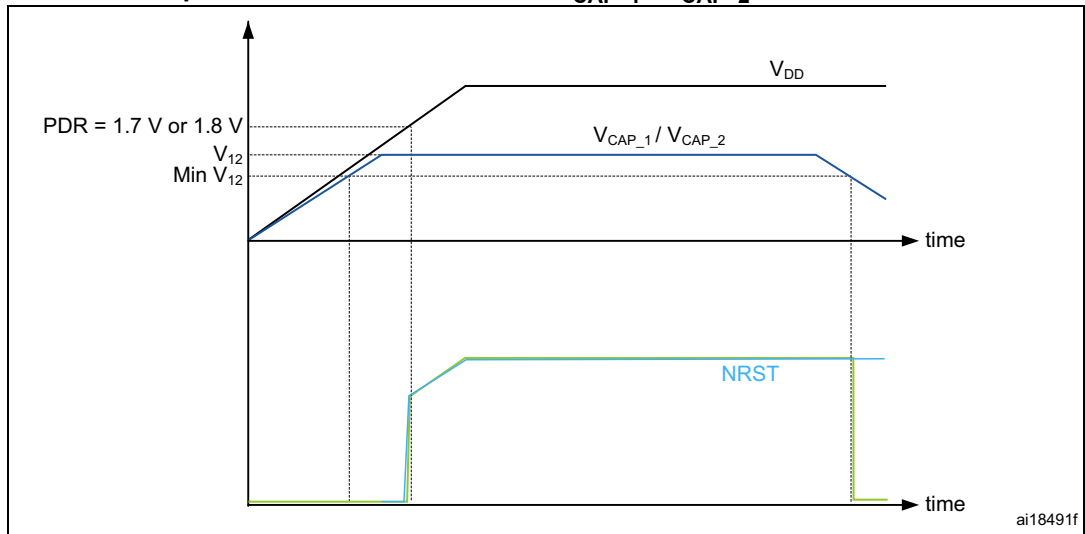 V_DD
PDR = 1.7 V or 1.8 V
V_CAP_1 / V_CAP_2
V_12
Min V_12
time
NRST
time
ai18491f